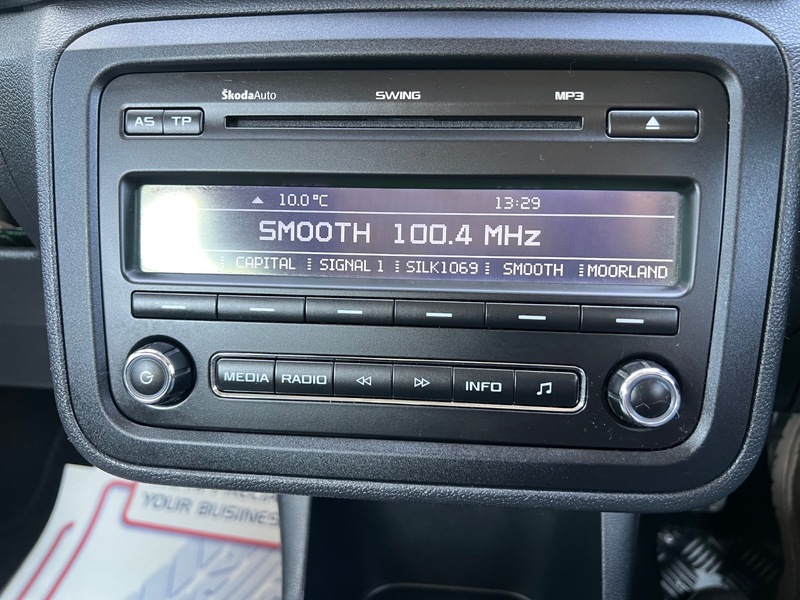 ŠkodaAuto SWING MP3
AS TP
10.0°C 13:29
SMOOTH 100.4 MHz
CAPITAL SIGNAL 1 SILK1069 SMOOTH MOORLAND
MEDIA RADIO INFO
YOUR BUSINE